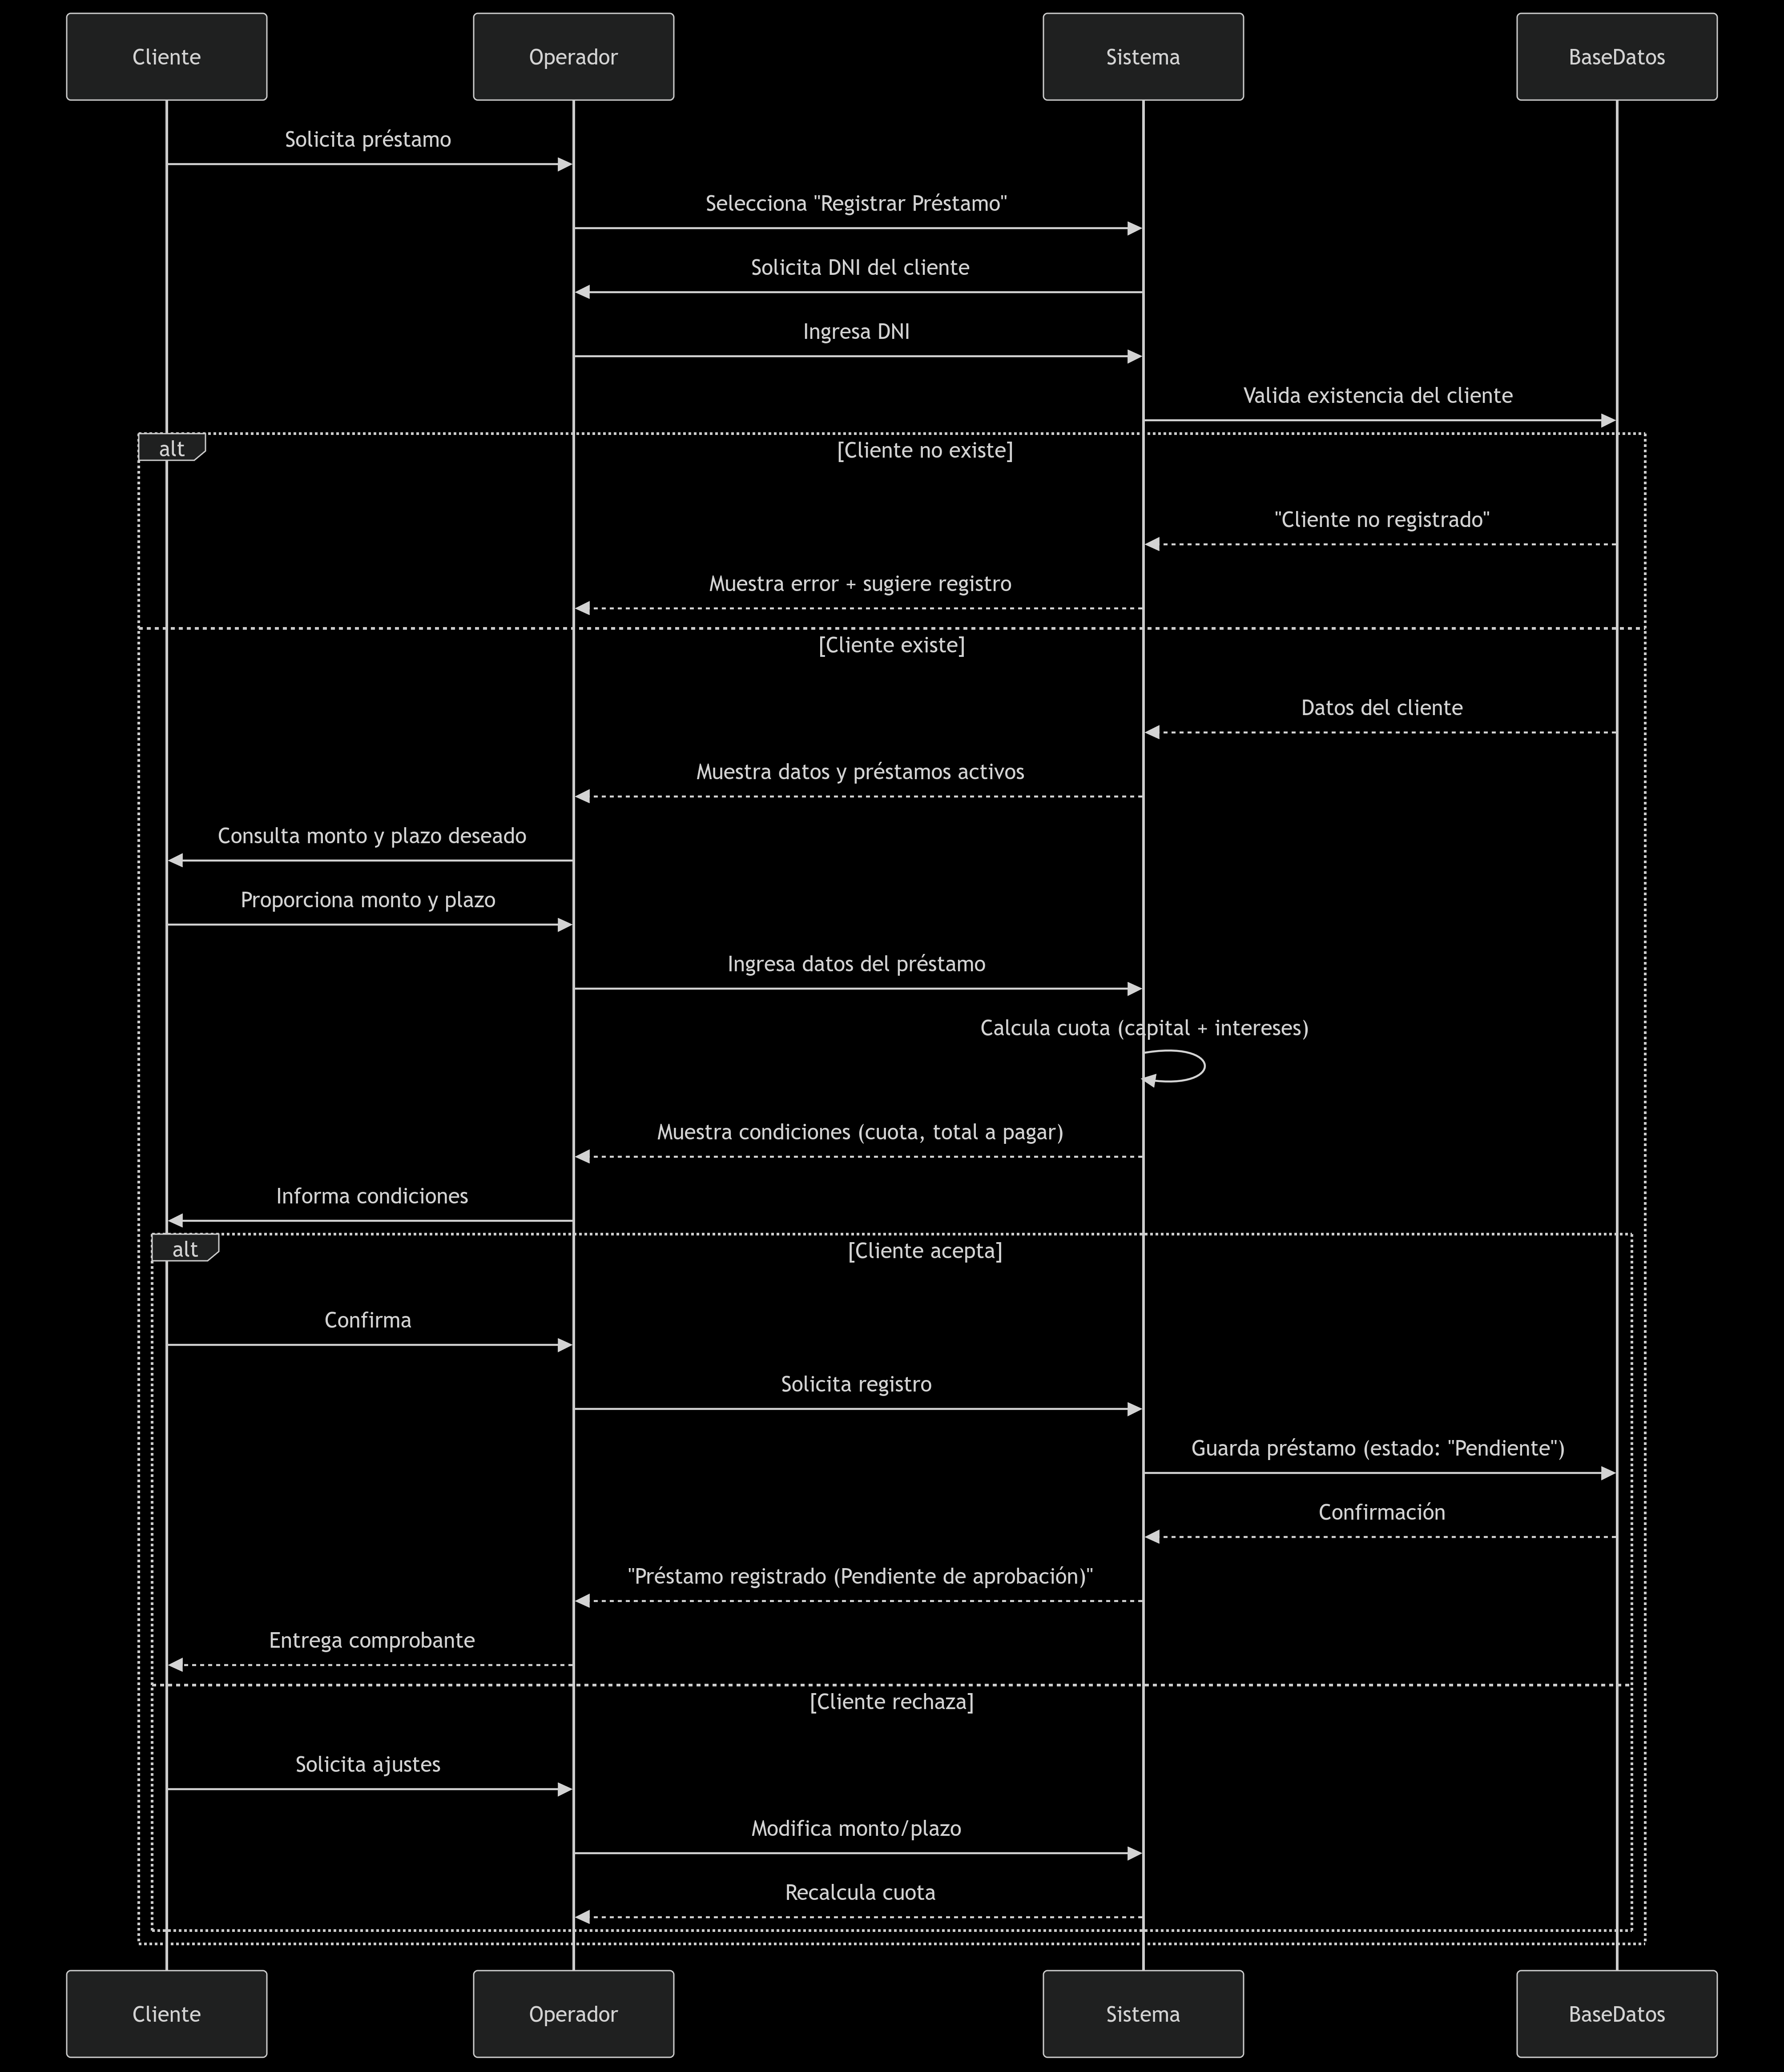 Cliente
Operador
Sistema
BaseDatos
Solicita préstamo
Selecciona "Registrar Préstamo"
Solicita DNI del cliente
Ingresa DNI
Valida existencia del cliente
alt
[Cliente no existe]
"Cliente no registrado"
Muestra error + sugiere registro
[Cliente existe]
Datos del cliente
Muestra datos y préstamos activos
Consulta monto y plazo deseado
Proporciona monto y plazo
Ingresa datos del préstamo
Calcula cuota (capital + intereses)
Muestra condiciones (cuota, total a pagar)
Informa condiciones
alt
[Cliente acepta]
Confirma
Solicita registro
Guarda préstamo (estado: "Pendiente")
Confirmación
"Préstamo registrado (Pendiente de aprobación)"
Entrega comprobante
[Cliente rechaza]
Solicita ajustes
Modifica monto/plazo
Recalcula cuota
Cliente
Operador
Sistema
BaseDatos